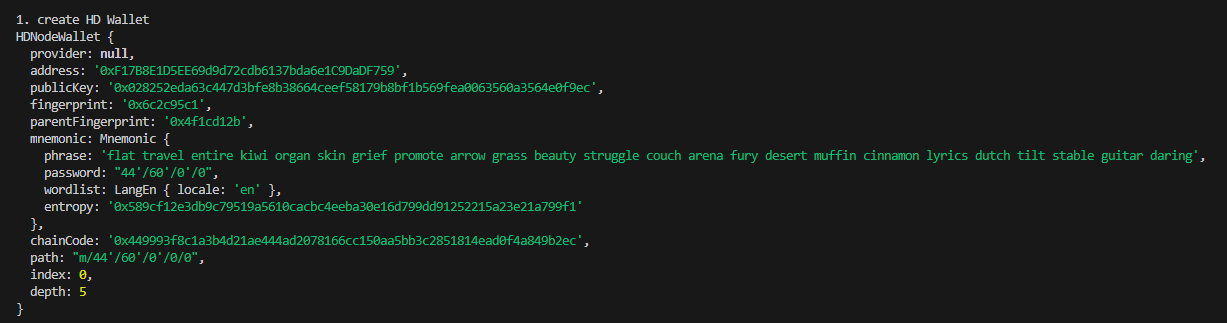 1. create HD Wallet
HDNodeWallet {
provider: null,
address: '0xF17B8E1D5EE69d9d72cdb6137bda6e1C9DaDF759',
publicKey: '0x028252eda63c447d3bfe8b38664ceef58179b8bf1b569fea0063560a3564e0f9ec',
fingerprint: '0x6c2c95c1',
parentFingerprint: '0x4f1cd12b',
mnemonic: Mnemonic {
phrase: 'flat travel entire kiwi organ skin grief promote arrow grass beauty struggle couch arena fury desert muffin cinnamon lyrics dutch tilt stable guitar daring',
password: "44'/60'/0'/0",
wordlist: LangEn { locale: 'en' },
entropy: '0x589cf12e3db9c79519a5610cacbc4eeba30e16d799dd91252215a23e21a799f1'
},
chainCode: '0x449993f8c1a3b4d21ae444ad2078166cc150aa5bb3c2851814ead0f4a849b2ec',
path: "m/44'/60'/0'/0/0",
index: 0,
depth: 5
}